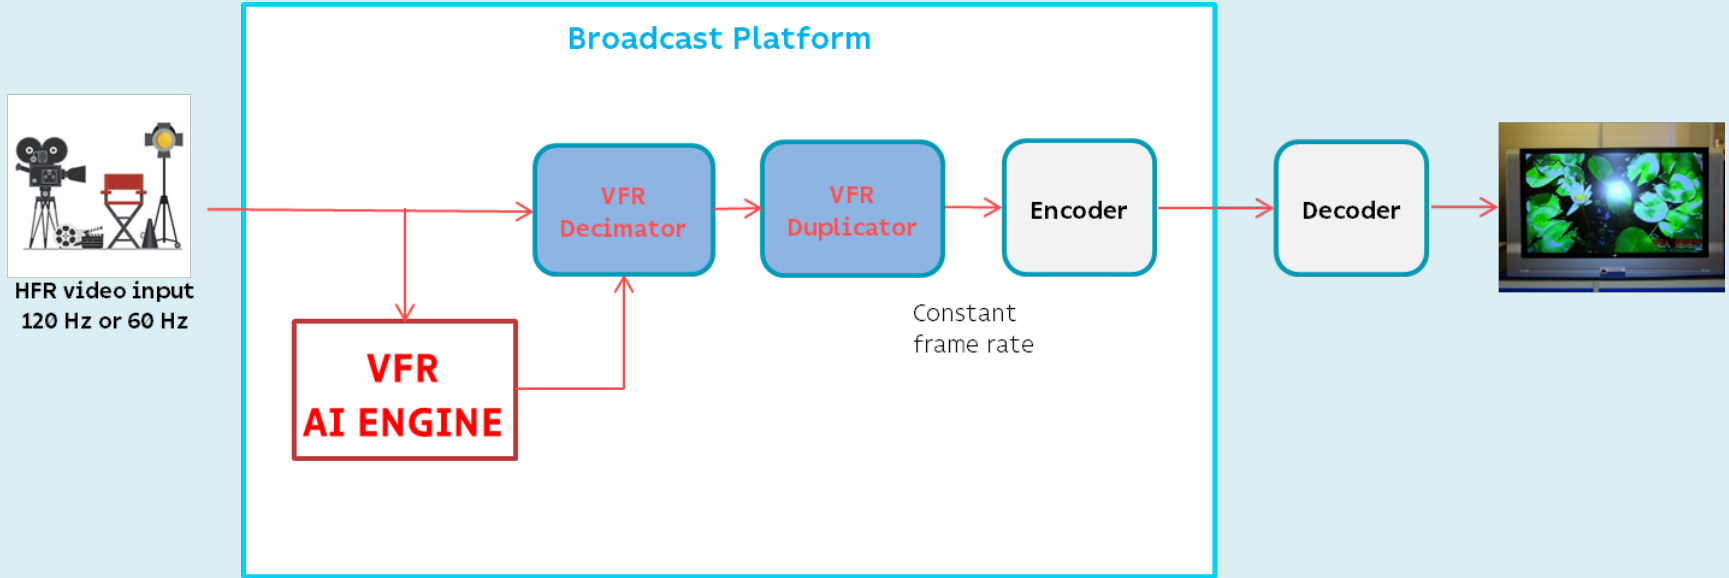 Broadcast Platform
HFR video input
120 Hz or 60 Hz
VFR
Decimator
VFR
Duplicator
Encoder
Decoder
Constant
frame rate
VFR
AI ENGINE